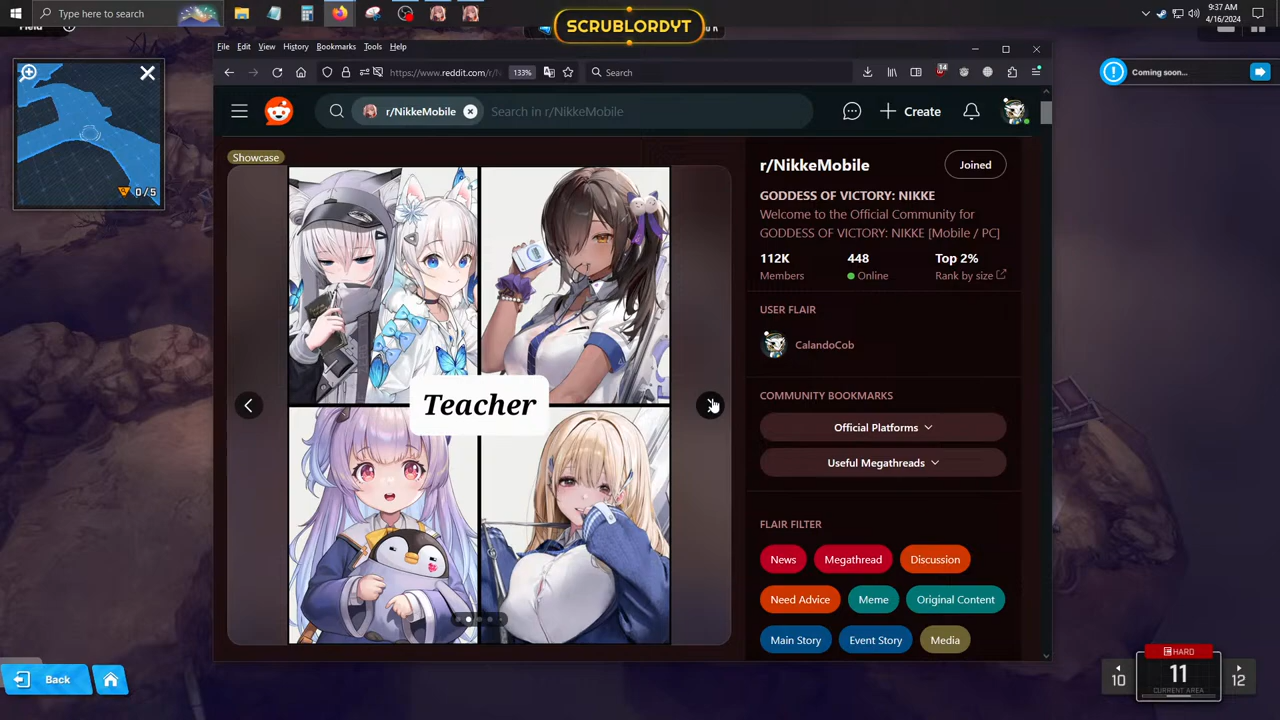 Type here to search
9:37 AM
4/16/2024
SCRUBLORDYT
File Edit View History Bookmarks Tools Help
https://www.reddit.com/r/N
133%
Search
14
Coming soon...
r/NikkeMobile
Search in r/NikkeMobile
Create
0/5
Showcase
Teacher
r/NikkeMobile
Joined
GODDESS OF VICTORY: NIKKE
Welcome to the Official Community for
GODDESS OF VICTORY: NIKKE [Mobile / PC]
112K
Members
448
Online
Top 2%
Rank by size
USER FLAIR
CalandoCob
COMMUNITY BOOKMARKS
Official Platforms
Useful Megathreads
FLAIR FILTER
News Megathread Discussion
Need Advice Meme Original Content
Main Story Event Story Media
Back
HARD
10
11
12
CURRENT AREA